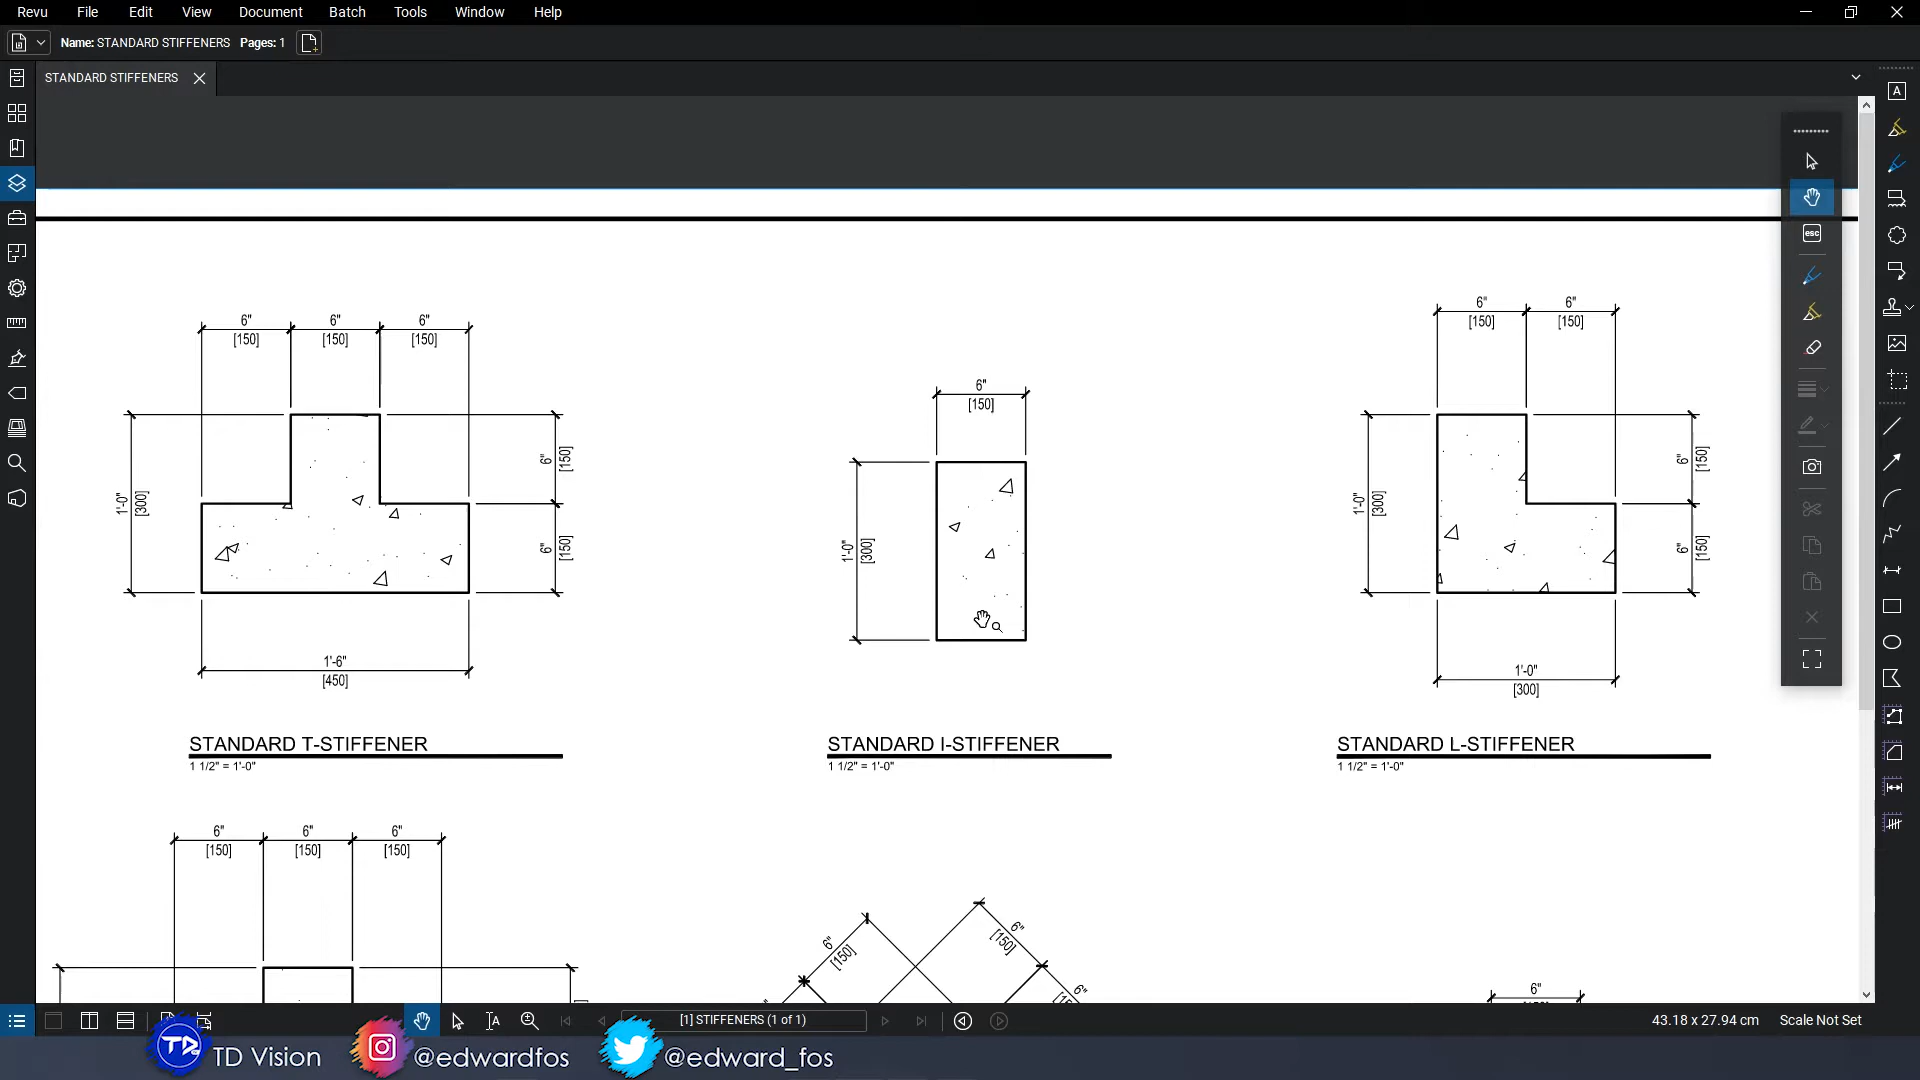 Revu File Edit View Document Batch Tools Window Help
Name: STANDARD STIFFENERS Pages: 1
STANDARD STIFFENERS
A
esc
6" 6" 6"
[150] [150] [150]
1'-0"
[300]
6"
[150]
6"
[150]
1'-6"
[450]
STANDARD T-STIFFENER
1 1/2" = 1'-0"
6"
[150]
1'-0"
[300]
STANDARD I-STIFFENER
1 1/2" = 1'-0"
6" 6"
[150] [150]
1'-0"
[300]
6"
[150]
6"
[150]
1'-0"
[300]
STANDARD L-STIFFENER
1 1/2" = 1'-0"
6" 6" 6"
[150] [150] [150]
6"
[150]
6"
[150]
6"
6"
[1] STIFFENERS (1 of 1)
43.18 x 27.94 cm Scale Not Set
TD Vision @edwardfos @edward_fos